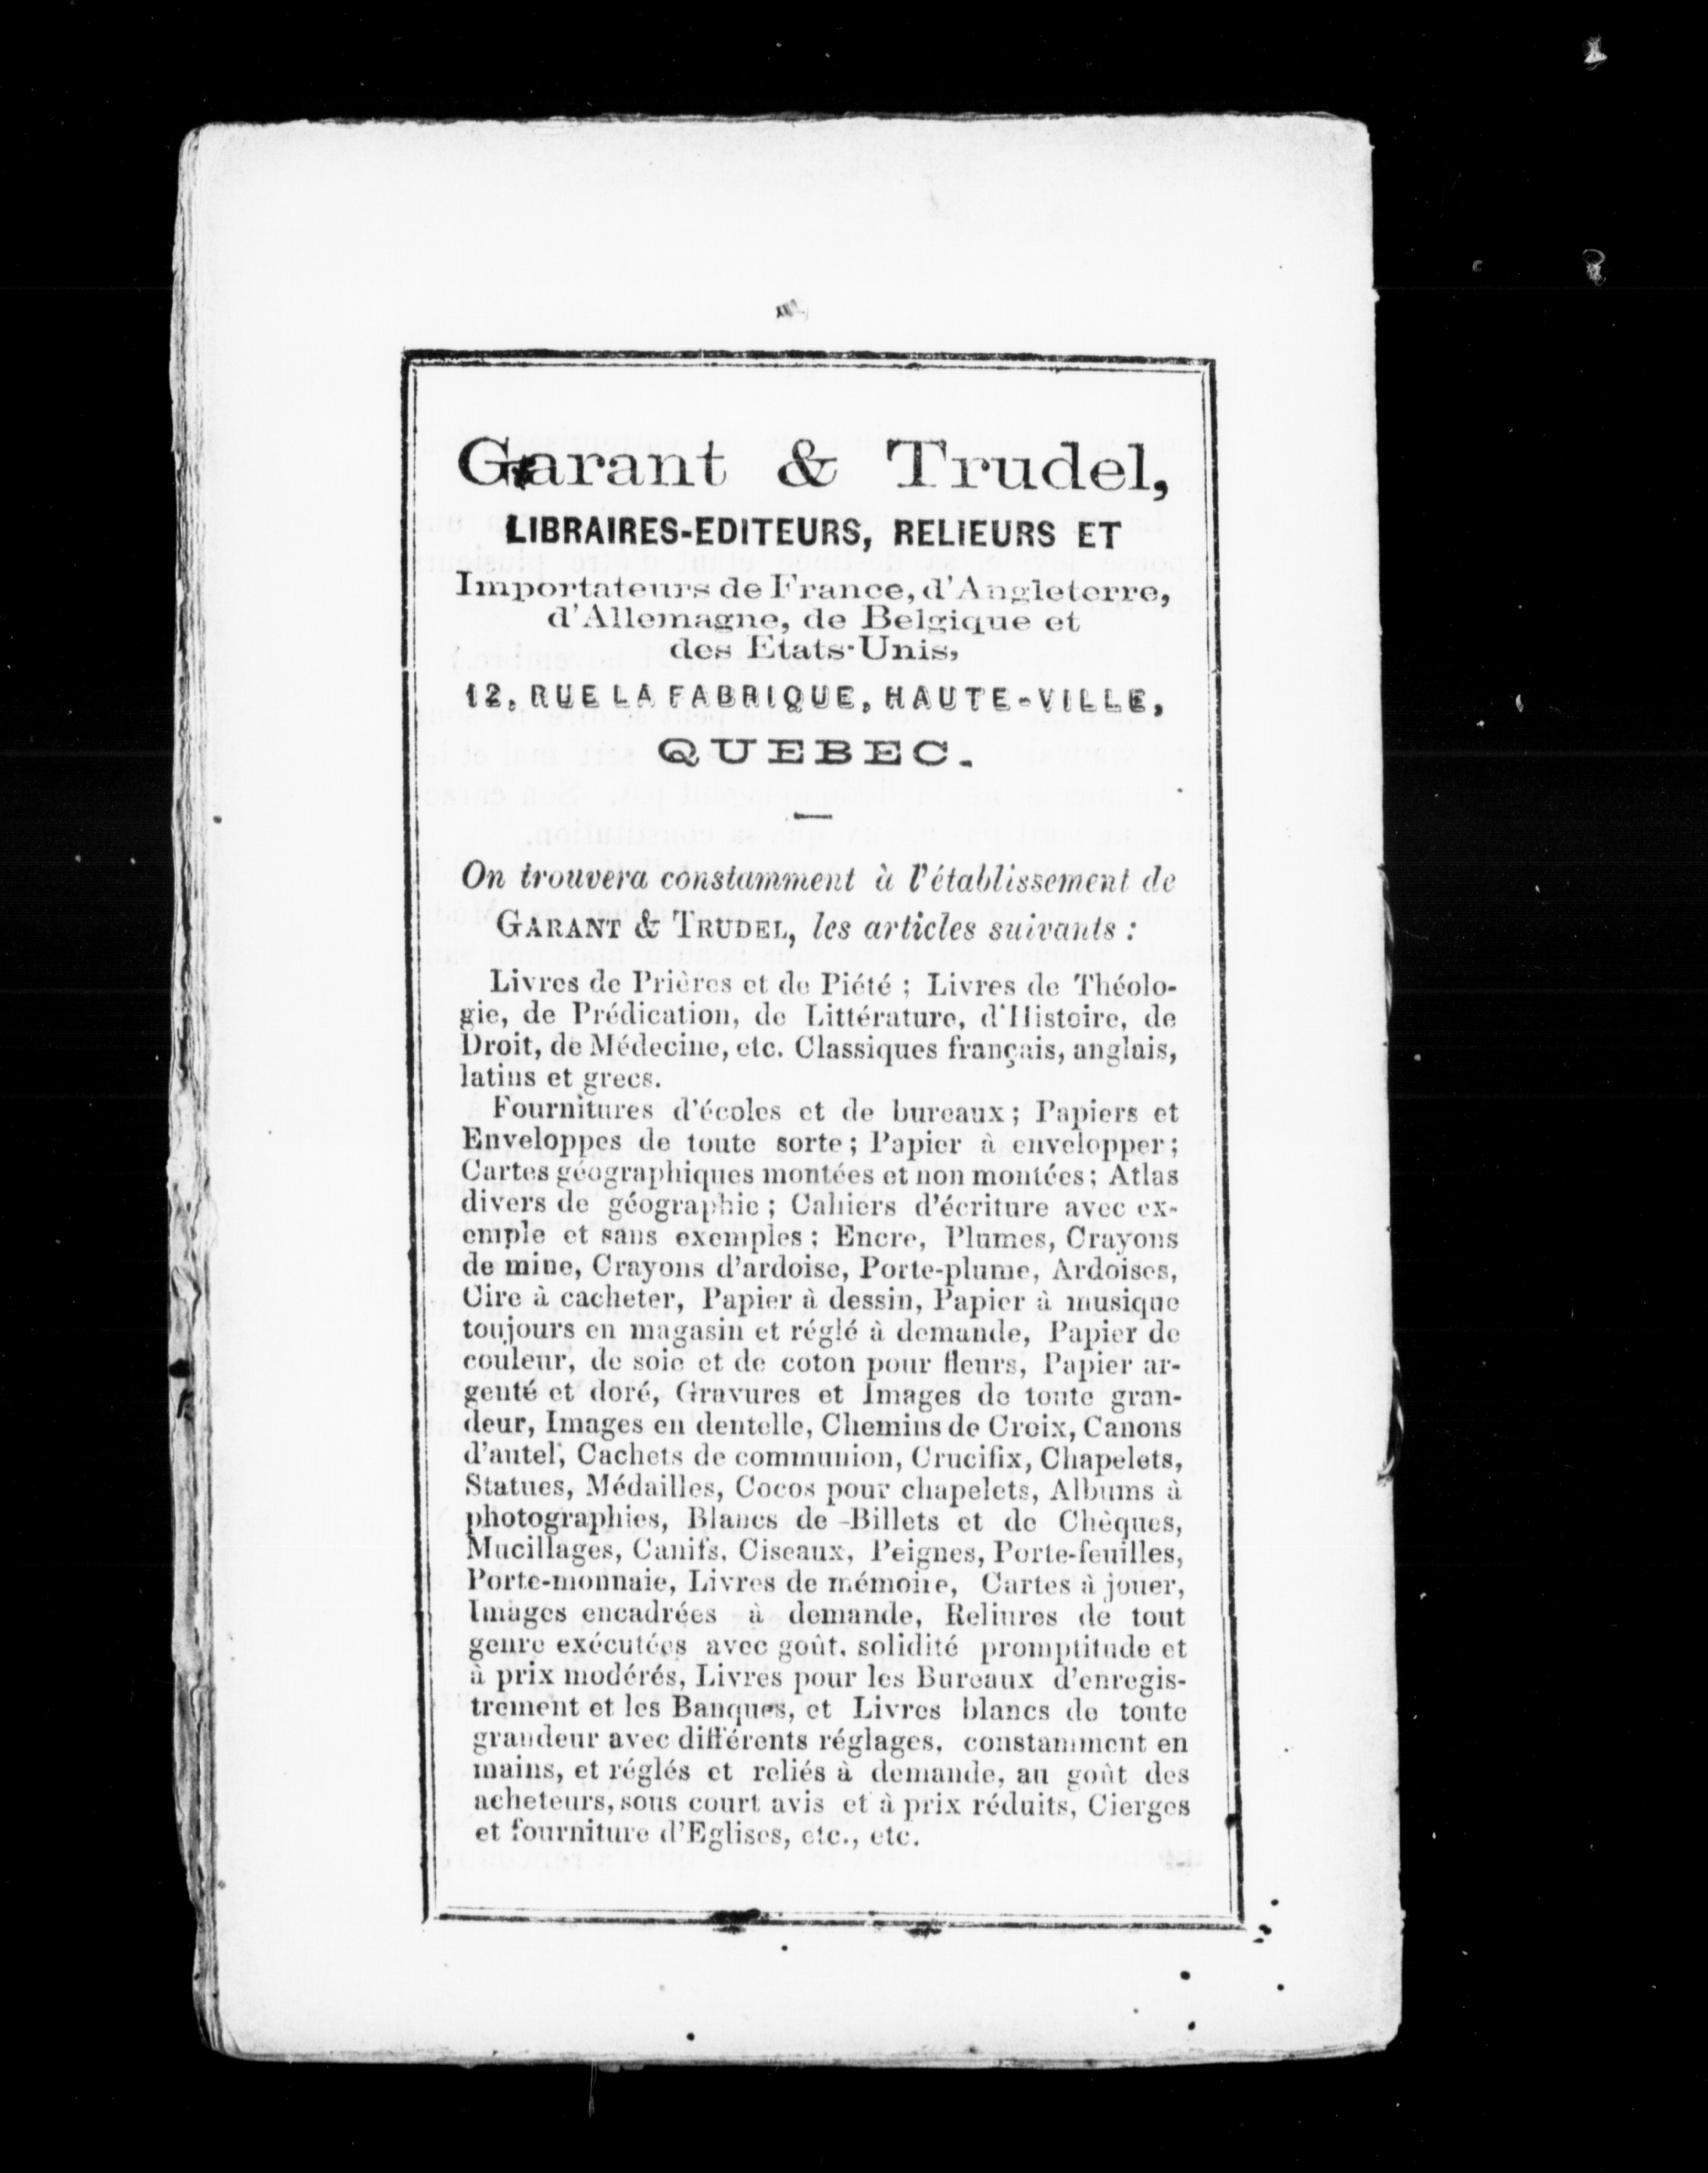 Garant & Trudel,
LIBRAIRES-EDITEURS, RELIEURS ET
Importateurs de France, d'Angleterre,
d'Allemagne, de Belgique et
des Etats-Unis,
12, RUE LA FABRIQUE, HAUTE-VILLE,
QUEBEC.
On trouvera constamment à l'établissement de
GARANT & TRUDEL, les articles suivants :
Livres de Prières et de Piété ; Livres de Théolo-
gie, de Prédication, de Littérature, d'Histoire, de
Droit, de Médecine, etc. Classiques français, anglais,
latins et grecs.
Fournitures d'écoles et de bureaux ; Papiers et
Enveloppes de toute sorte ; Papier à envelopper ;
Cartes géographiques montées et non montées ; Atlas
divers de géographie ; Cahiers d'écriture avec ex-
emple et sans exemples ; Encre, Plumes, Crayons
de mine, Crayons d'ardoise, Porte-plume, Ardoises,
Cire à cacheter, Papier à dessin, Papier à musique
toujours en magasin et réglé à demande, Papier de
couleur, de soie et de coton pour fleurs, Papier ar-
genté et doré, Gravures et Images de toute gran-
deur, Images en dentelle, Chemins de Croix, Canons
d'autel, Cachets de communion, Crucifix, Chapelets,
Statues, Médailles, Cocos pour chapelets, Albums à
photographies, Blancs de Billets et de Chèques,
Mucillages, Canifs, Ciseaux, Peignes, Porte-feuilles,
Porte-monnaie, Livres de mémoire, Cartes à jouer,
Images encadrées à demande, Reliures de tout
genre exécutées avec goût, solidité promptitude et
à prix modérés, Livres pour les Bureaux d'enregis-
trement et les Banques, et Livres blancs de toute
grandeur avec différents réglages, constamment en
mains, et réglés et reliés à demande, au goût des
acheteurs, sous court avis et à prix réduits, Cierges
et fourniture d'Eglises, etc., etc.